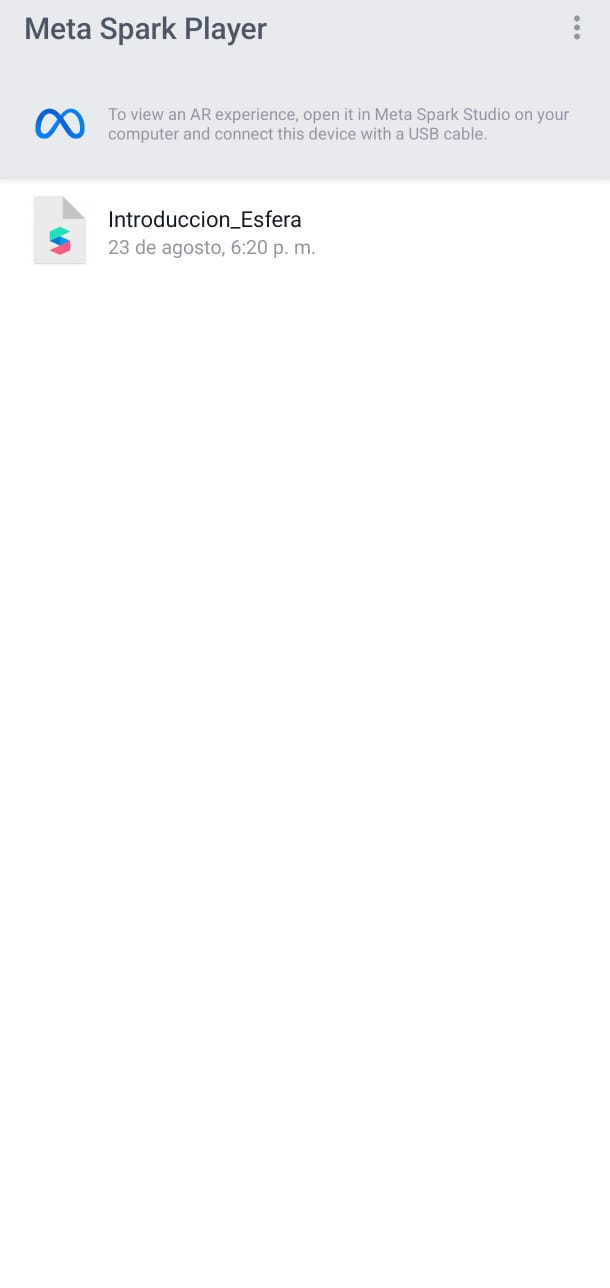 Meta Spark Player
To view an AR experience, open it in Meta Spark Studio on your
computer and connect this device with a USB cable.
Introduccion_Esfera
23 de agosto, 6:20 p. m.